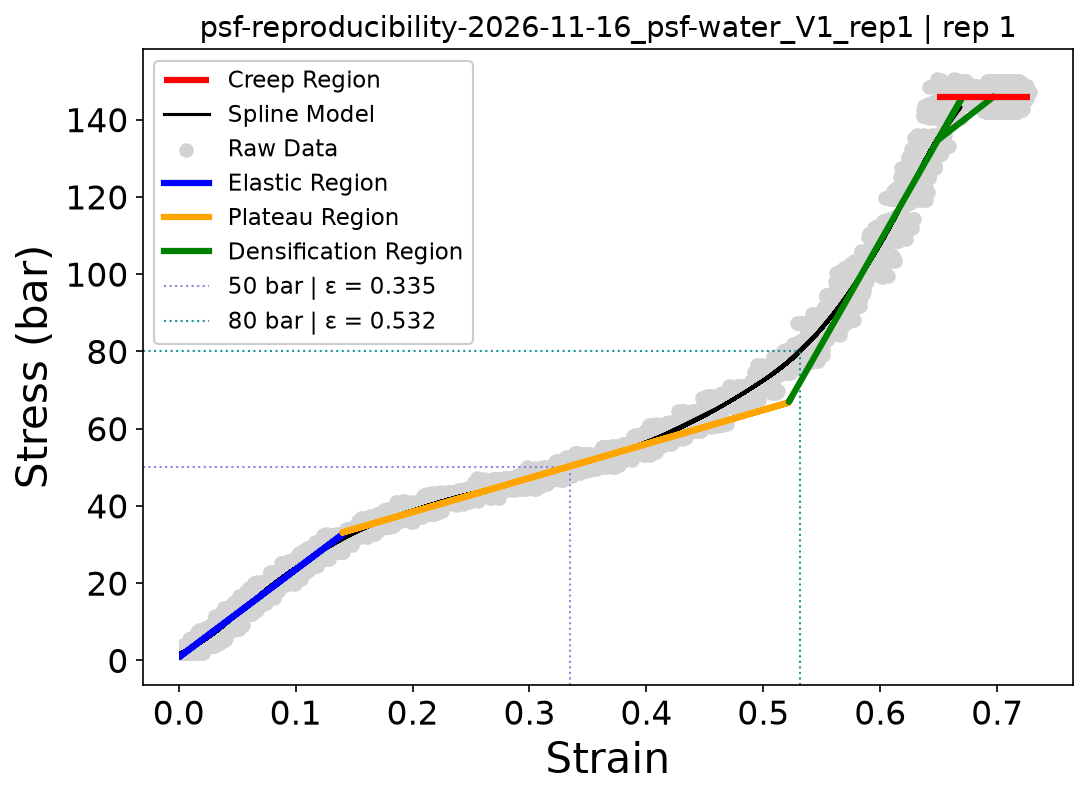 psf-reproducibility-2026-11-16_psf-water_V1_rep1 | rep 1
Creep Region
Spline Model
Raw Data
Elastic Region
Plateau Region
Densification Region
50 bar | ε = 0.335
80 bar | ε = 0.532
Stress (bar)
140
120
100
80
60
40
20
0
0.0 0.1 0.2 0.3 0.4 0.5 0.6 0.7
Strain